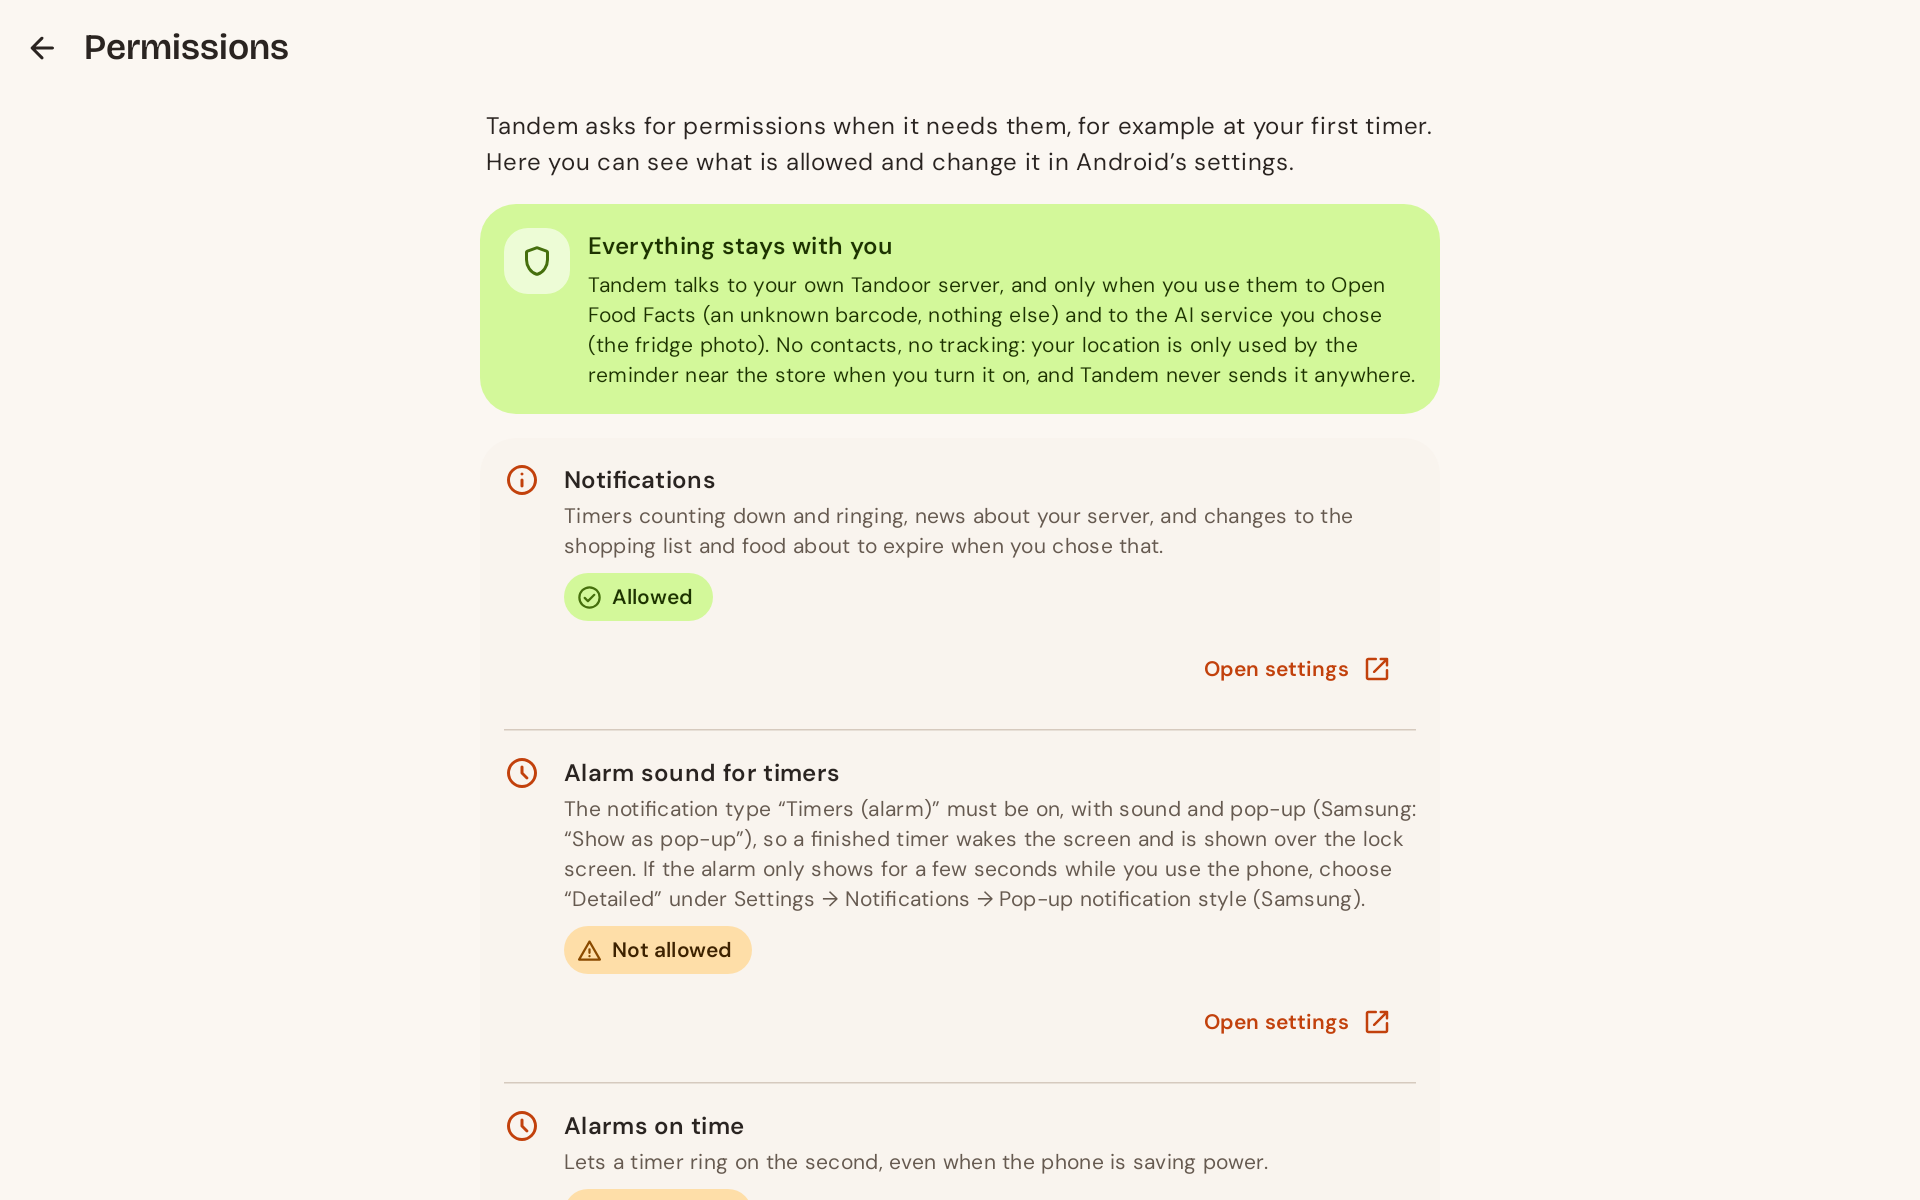 Permissions
Tandem asks for permissions when it needs them, for example at your first timer.
Here you can see what is allowed and change it in Android’s settings.
Everything stays with you
Tandem talks to your own Tandoor server, and only when you use them to Open
Food Facts (an unknown barcode, nothing else) and to the AI service you chose
(the fridge photo). No contacts, no tracking: your location is only used by the
reminder near the store when you turn it on, and Tandem never sends it anywhere.
Notifications
Timers counting down and ringing, news about your server, and changes to the
shopping list and food about to expire when you chose that.
Allowed
Open settings
Alarm sound for timers
The notification type “Timers (alarm)” must be on, with sound and pop-up (Samsung:
“Show as pop-up”), so a finished timer wakes the screen and is shown over the lock
screen. If the alarm only shows for a few seconds while you use the phone, choose
“Detailed” under Settings → Notifications → Pop-up notification style (Samsung).
Not allowed
Open settings
Alarms on time
Lets a timer ring on the second, even when the phone is saving power.